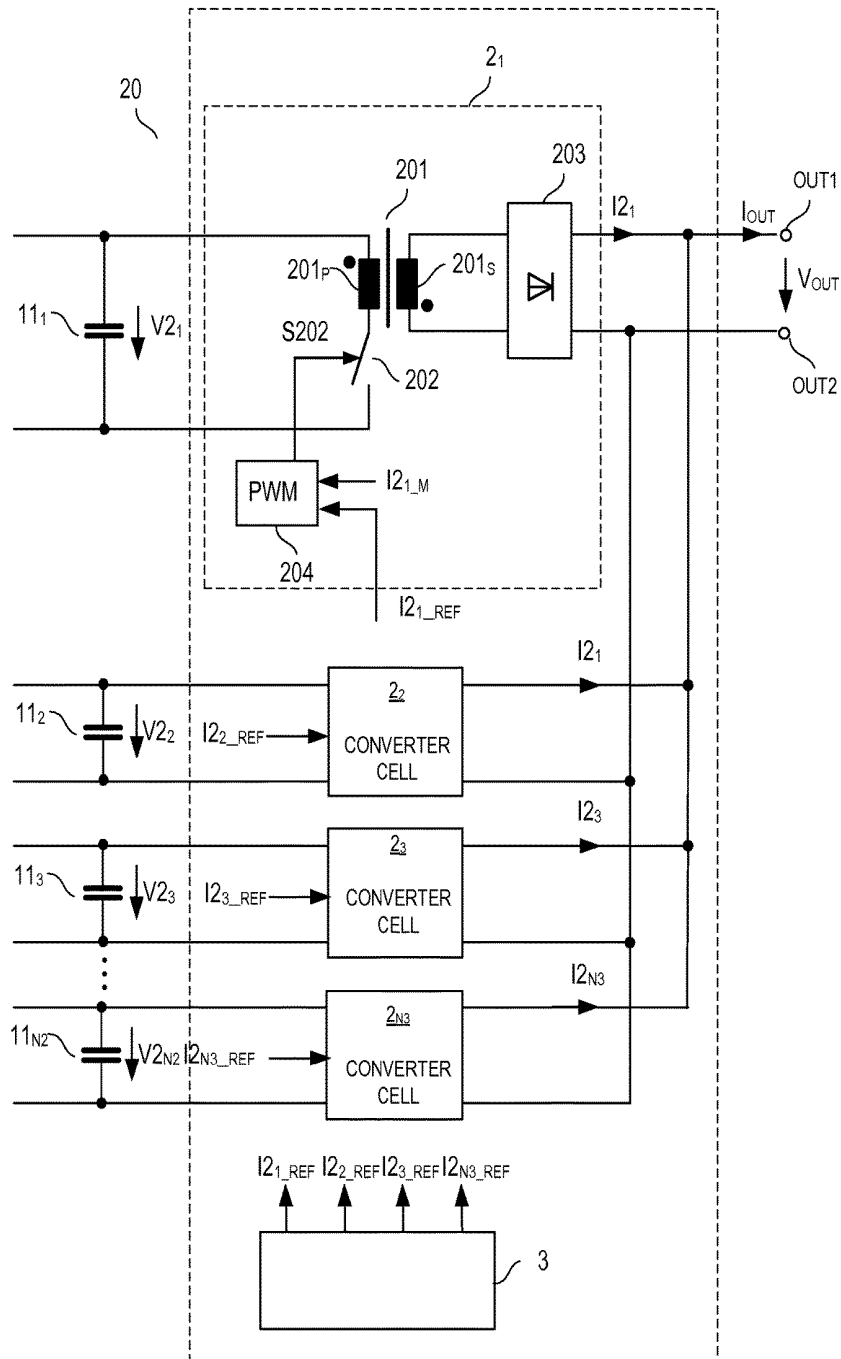 20
2₁
201
203
I2₁
I_OUT
OUT1
201_P
201_S
V_OUT
11₁
V2₁
S202
202
OUT2
PWM
I2₁_M
204
I2₁_REF
I2₁
2₂
11₂
V2₂
I2₂_REF
CONVERTER
CELL
I2₃
2₃
11₃
V2₃
I2₃_REF
CONVERTER
CELL
I2_N3
2_N3
11_N2
V2_N2
I2_N3_REF
CONVERTER
CELL
I2₁_REF I2₂_REF I2₃_REF I2_N3_REF
3